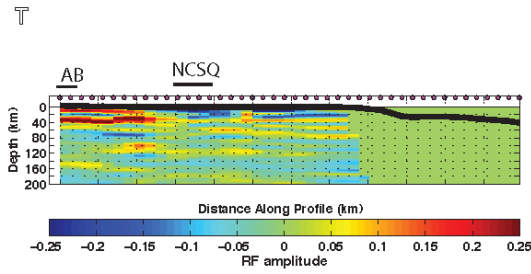 T
AB NCSQ
Depth (km)
0
40
80
120
160
200
Distance Along Profile (km)
-0.25 -0.2 -0.15 -0.1 -0.05 0 0.05 0.1 0.15 0.2 0.25
RF amplitude